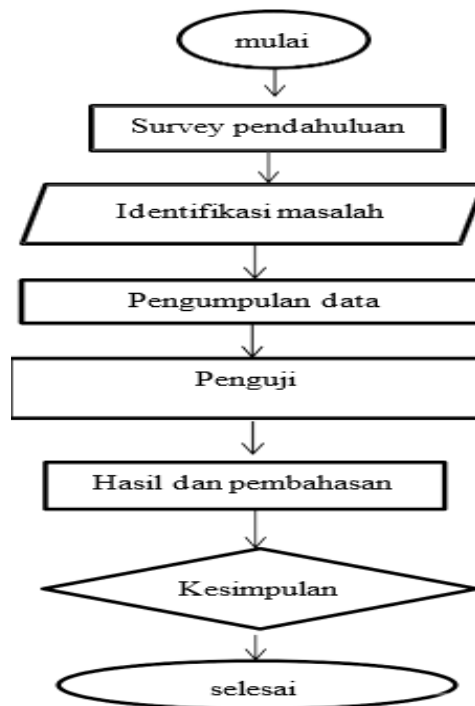 mulai
Survey pendahuluan
Identifikasi masalah
Pengumpulan data
Penguji
Hasil dan pembahasan
Kesimpulan
selesai